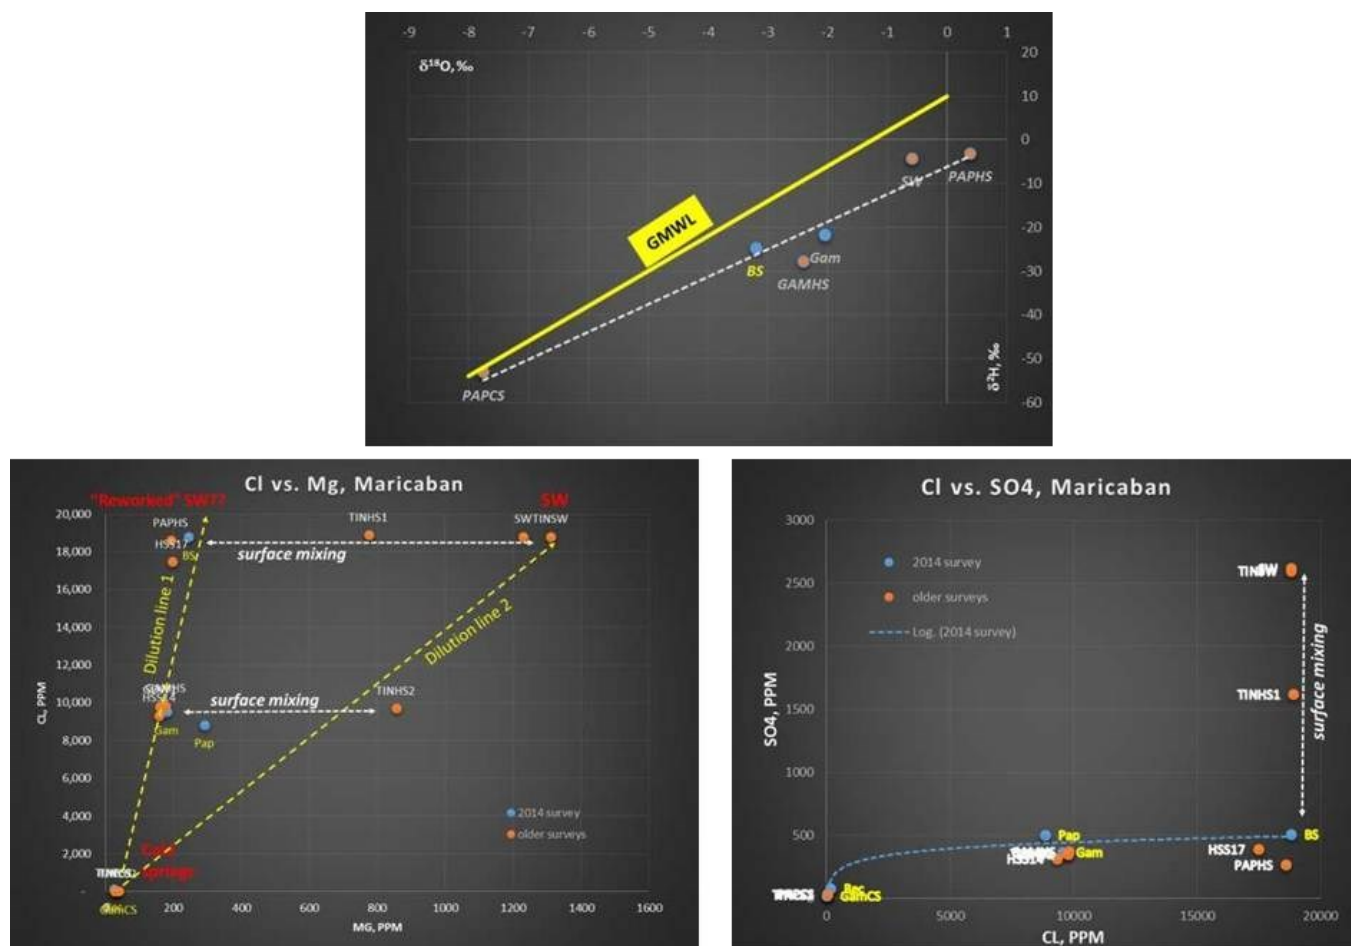 -9 -8 -7 -6 -5 -4 -3 -2 -1 0 1
δ¹⁸O,‰
20
10
0
-10
-20
-30
-40
-50
-60
δ²H, ‰
GMWL
SW
PAPHS
BS
Gam
GAMHS
PAPCS
Cl vs. Mg, Maricaban
"Reworked" SW??
SW
20,000
18,000
16,000
14,000
12,000
10,000
8,000
6,000
4,000
2,000
-
CL, PPM
PAPHS
HSS17
BS
TINHS1
SWTINSW
surface mixing
Dilution line 1
Dilution line 2
GAMHS
HSS14
Gam
Pap
surface mixing
TINHS2
2014 survey
older surveys
springs
GamCS
0 200 400 600 800 1000 1200 1400 1600
MG, PPM
Cl vs. SO4, Maricaban
3000
2500
2000
1500
1000
500
0
SO4, PPM
2014 survey
older surveys
Log. (2014 survey)
TINSW
TINHS1
surface mixing
Pap
BS
HSS14
Gam
HSS17
PAPHS
Bec
GamCS
0 5000 10000 15000 20000
CL, PPM